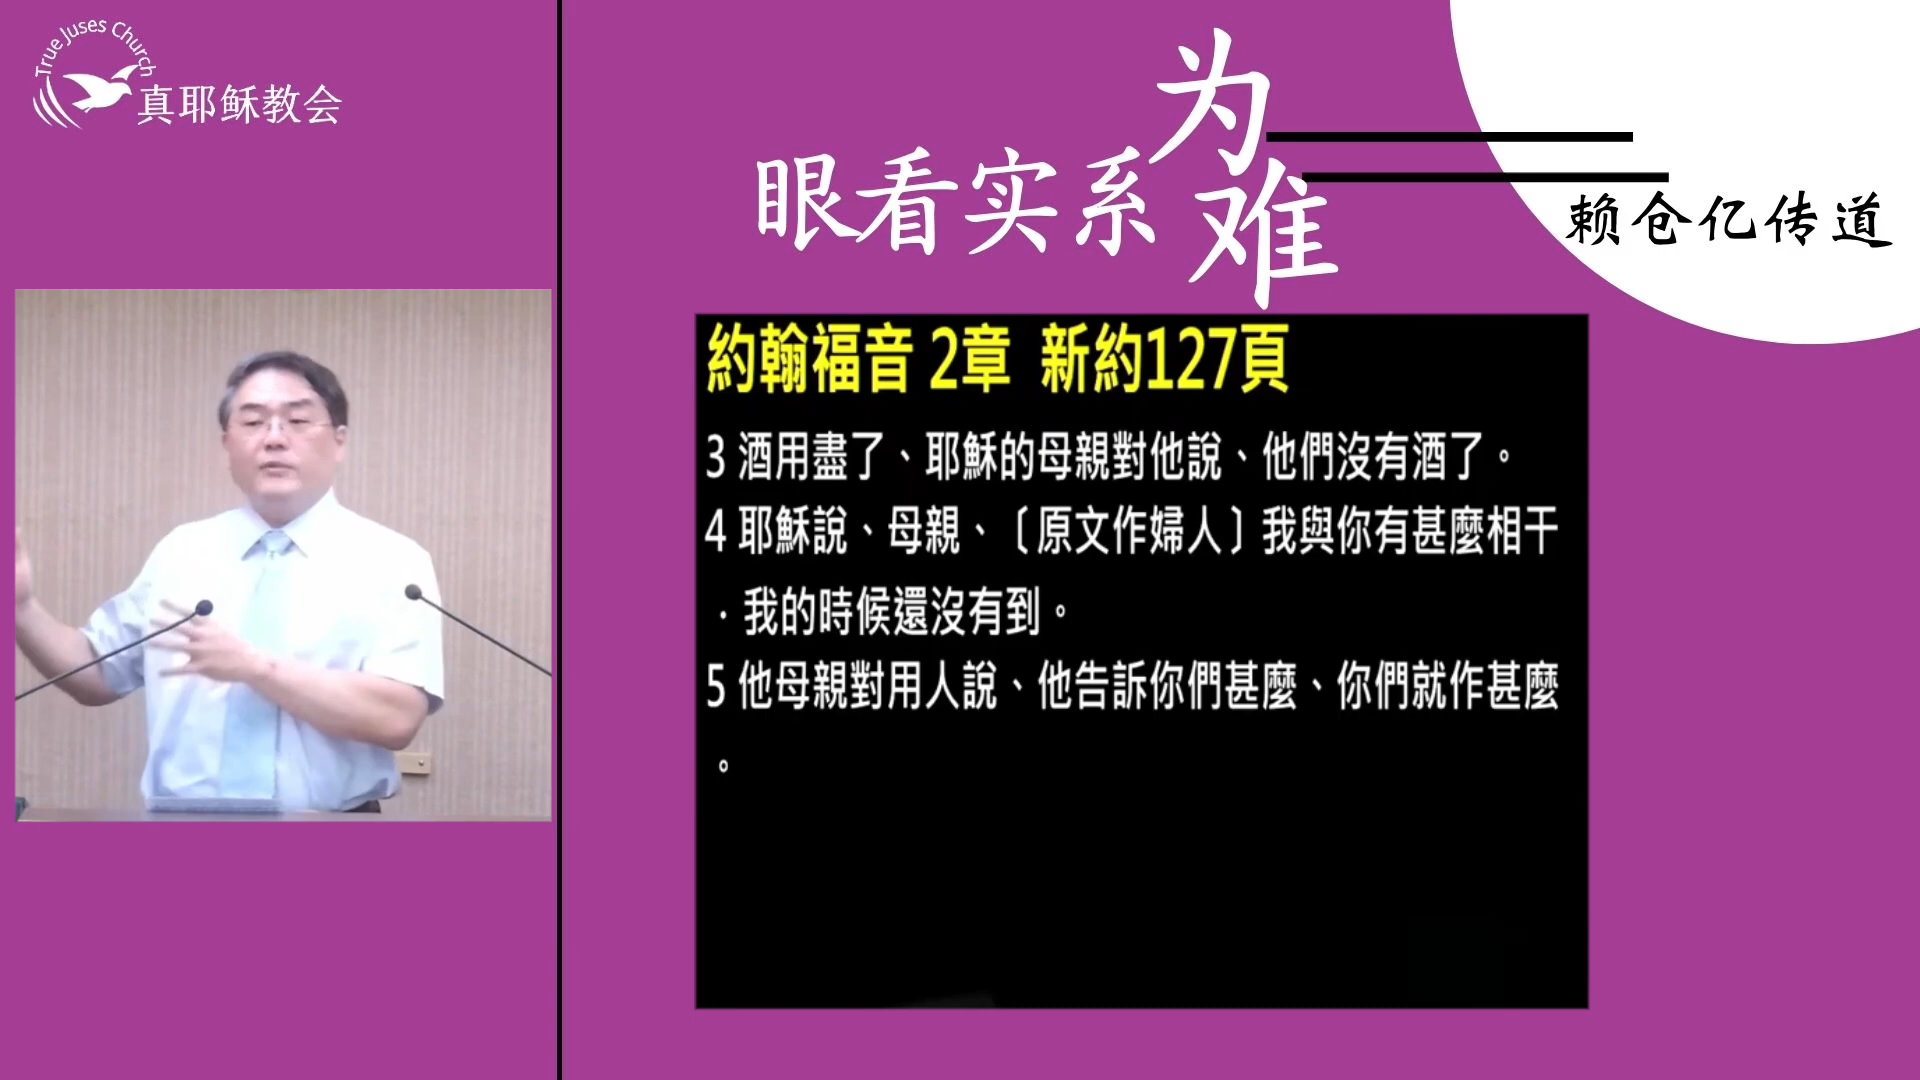 True Juses Church
真耶稣教会
眼看实系为难
赖仓亿传道
約翰福音 2章 新約127頁
3 酒用盡了、耶穌的母親對他說、他們沒有酒了。
4 耶穌說、母親、〔原文作婦人〕我與你有甚麼相干
．我的時候還沒有到。
5 他母親對用人說、他告訴你們甚麼、你們就作甚麼
。